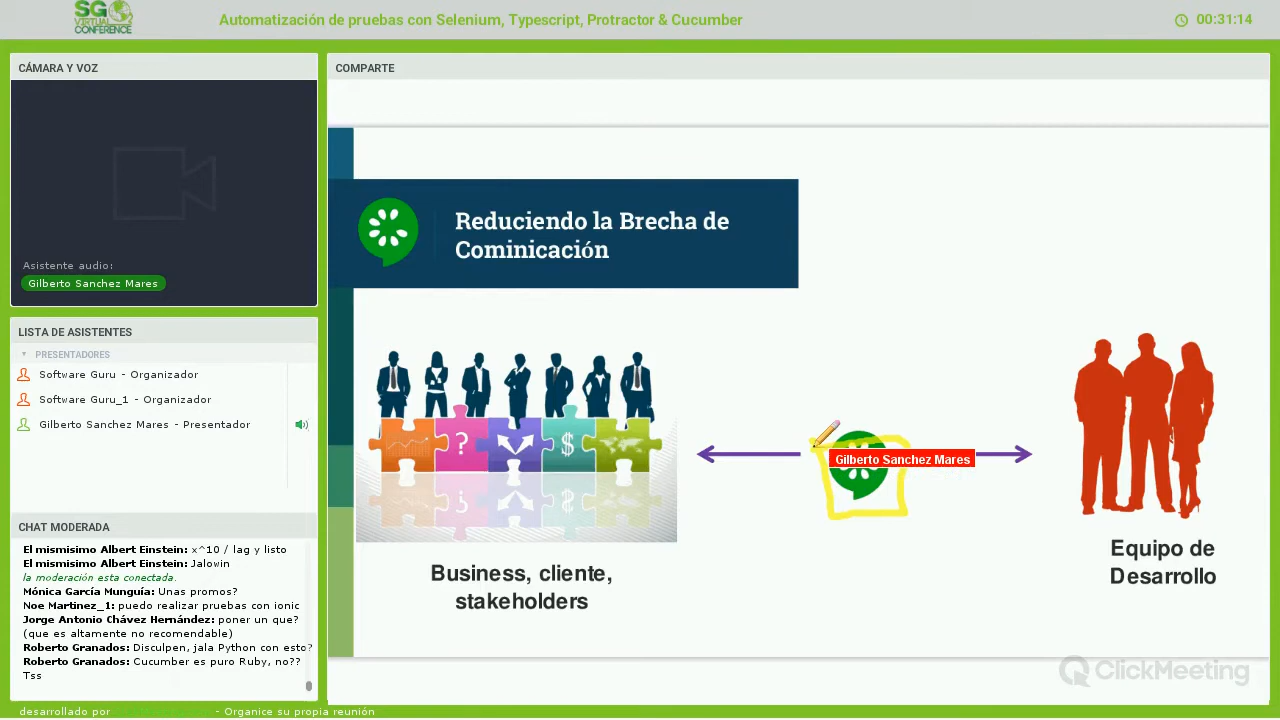 SG
VIRTUAL
CONFERENCE
Automatización de pruebas con Selenium, Typescript, Protractor & Cucumber
00:31:14
CÁMARA Y VOZ
Asistente audio:
Gilberto Sanchez Mares
LISTA DE ASISTENTES
PRESENTADORES
Software Guru - Organizador
Software Guru_1 - Organizador
Gilberto Sanchez Mares - Presentador
CHAT MODERADA
El mismisimo Albert Einstein: x^10 / lag y listo
El mismisimo Albert Einstein: Jalowin
la moderación esta conectada.
Mónica García Munguía: Unas promos?
Noe Martinez_1: puedo realizar pruebas con ionic
Jorge Antonio Chávez Hernández: poner un que?
(que es altamente no recomendable)
Roberto Granados: Disculpen, jala Python con esto?
Roberto Granados: Cucumber es puro Ruby, no??
Tss
COMPARTE
Reduciendo la Brecha de
Cominicación
?
$
Gilberto Sanchez Mares
Business, cliente,
stakeholders
Equipo de
Desarrollo
ClickMeeting
desarrollado por
- Organice su propia reunión